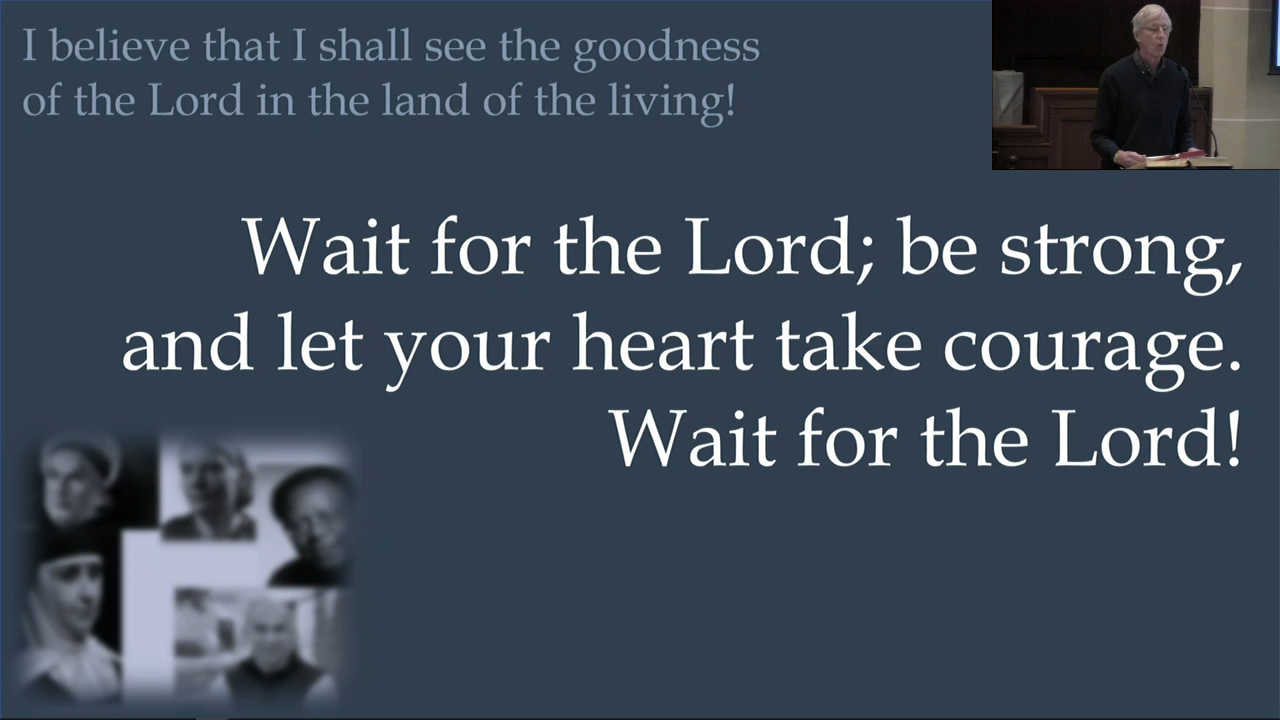 I believe that I shall see the goodness
of the Lord in the land of the living!
Wait for the Lord; be strong,
and let your heart take courage.
Wait for the Lord!